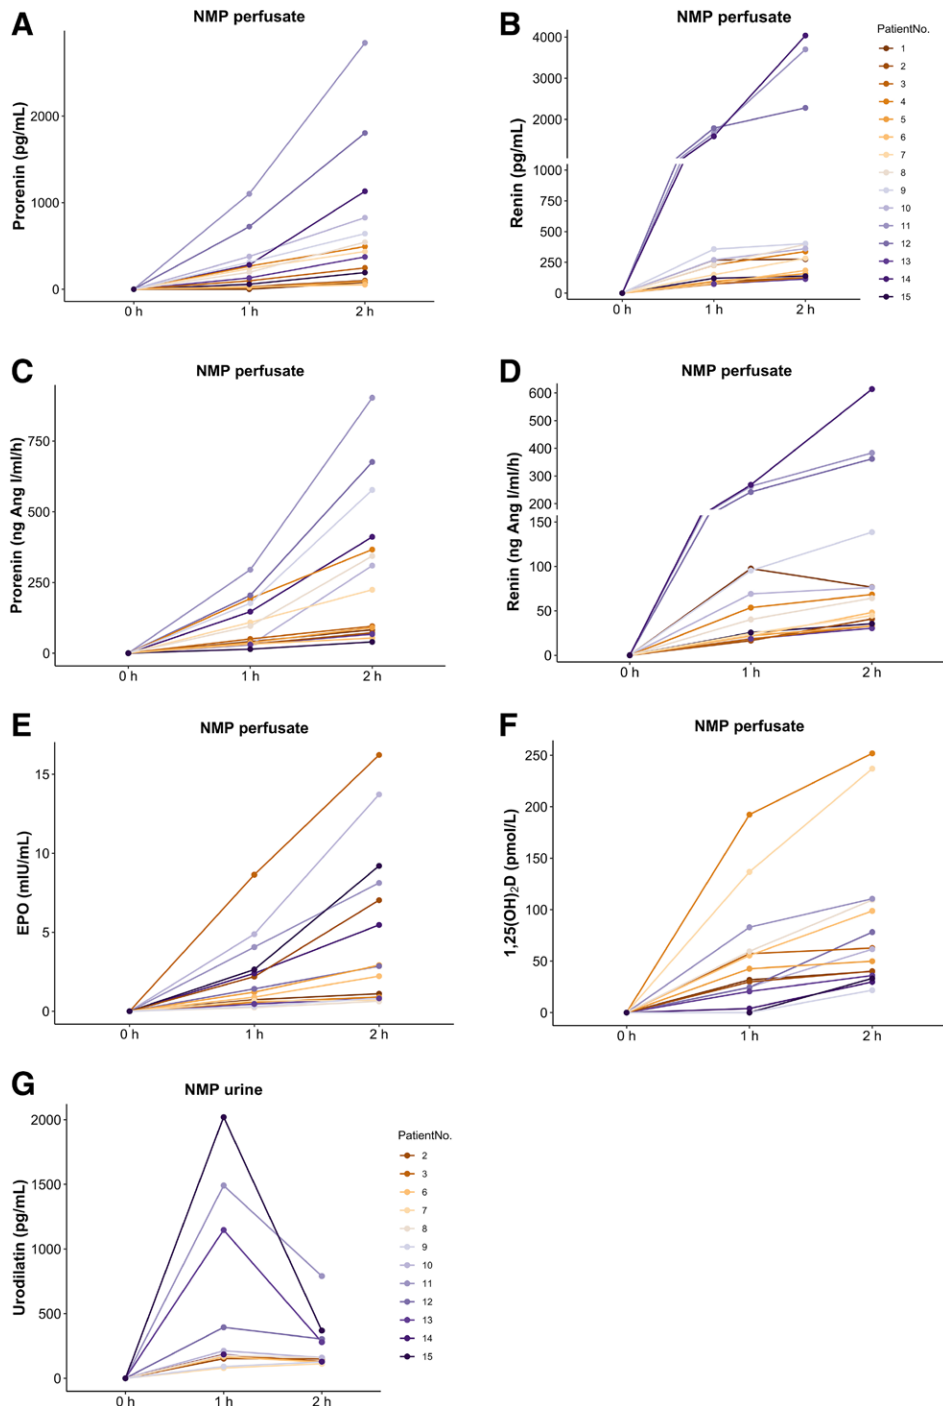 A
NMP perfusate
Prorenin (pg/mL)
2000
1000
0
0 h
1 h
2 h
B
NMP perfusate
Renin (pg/mL)
4000
3000
2000
1000
750
500
250
0
0 h
1 h
2 h
PatientNo.
1
2
3
4
5
6
7
8
9
10
11
12
13
14
15
C
NMP perfusate
Prorenin (ng Ang I/ml/h)
750
500
250
0
0 h
1 h
2 h
D
NMP perfusate
Renin (ng Ang I/ml/h)
600
500
400
300
200
150
100
50
0
0 h
1 h
2 h
E
NMP perfusate
EPO (mIU/mL)
15
10
5
0
0 h
1 h
2 h
F
NMP perfusate
1,25(OH)₂D (pmol/L)
250
200
150
100
50
0
0 h
1 h
2 h
G
NMP urine
Urodilatin (pg/mL)
2000
1500
1000
500
0
0 h
1 h
2 h
PatientNo.
2
3
6
7
8
9
10
11
12
13
14
15